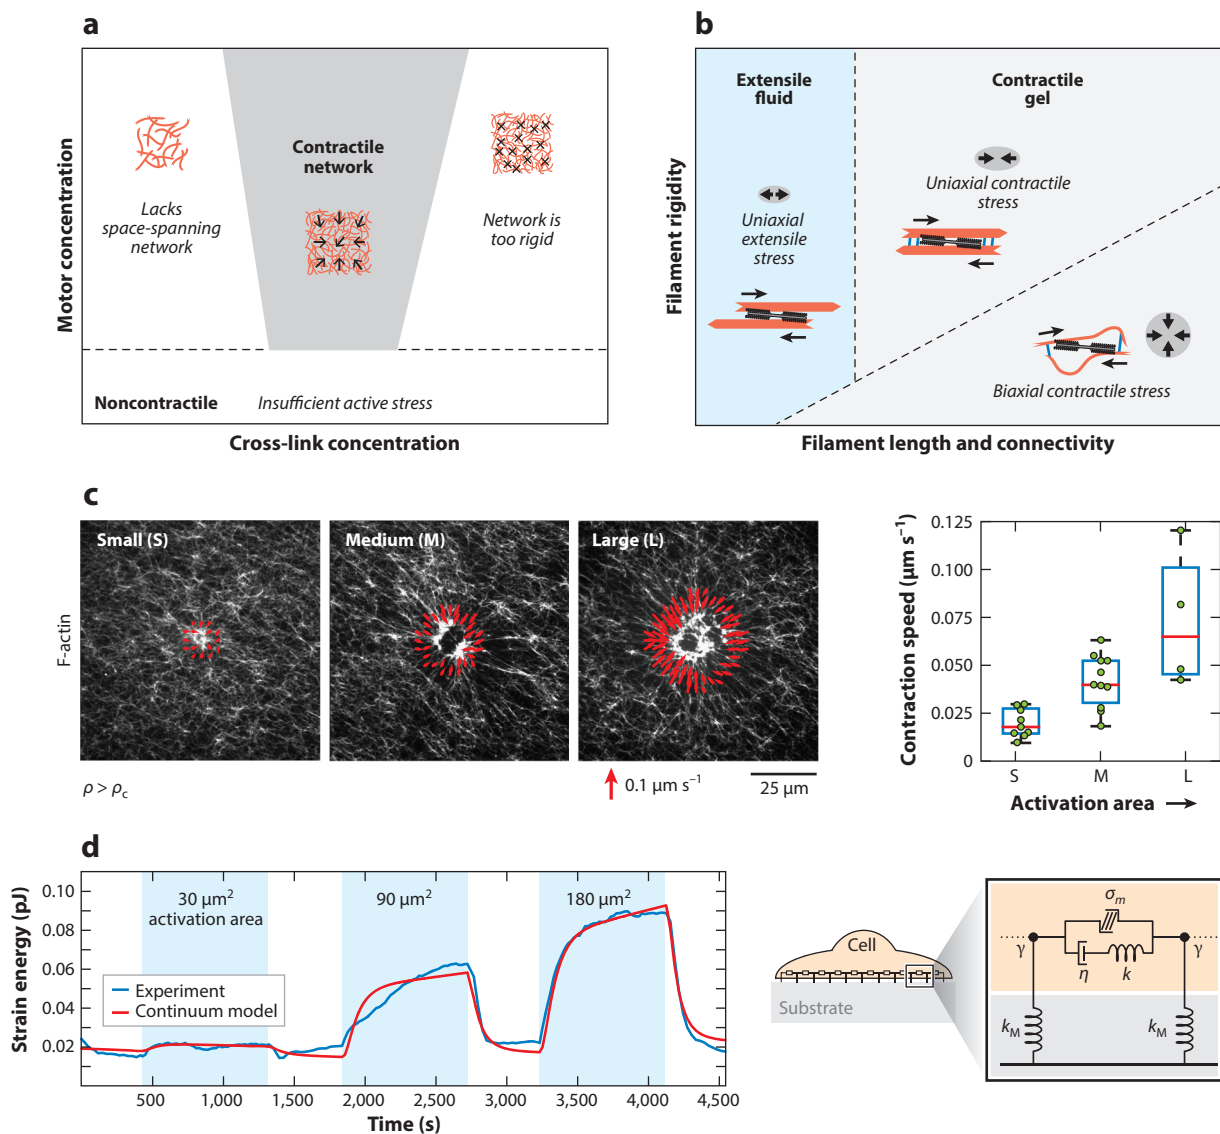 a
Motor concentration
Lacks
space-spanning
network
Contractile
network
Network is
too rigid
Noncontractile
Insufficient active stress
Cross-link concentration
b
Filament rigidity
Extensile
fluid
Contractile
gel
Uniaxial
extensile
stress
Uniaxial contractile
stress
Biaxial contractile stress
Filament length and connectivity
c
F-actin
Small (S)
Medium (M)
Large (L)
ρ > ρc
0.1 μm s⁻¹
25 μm
Contraction speed (μm s⁻¹)
0.125
0.100
0.075
0.050
0.025
0
S
M
L
Activation area
d
Strain energy (pJ)
0.10
0.08
0.06
0.04
0.02
30 μm²
activation area
90 μm²
180 μm²
Experiment
Continuum model
500
1,000
1,500
2,000
2,500
3,000
3,500
4,000
4,500
Time (s)
Cell
Substrate
σm
γ
γ
η
k
kM
kM